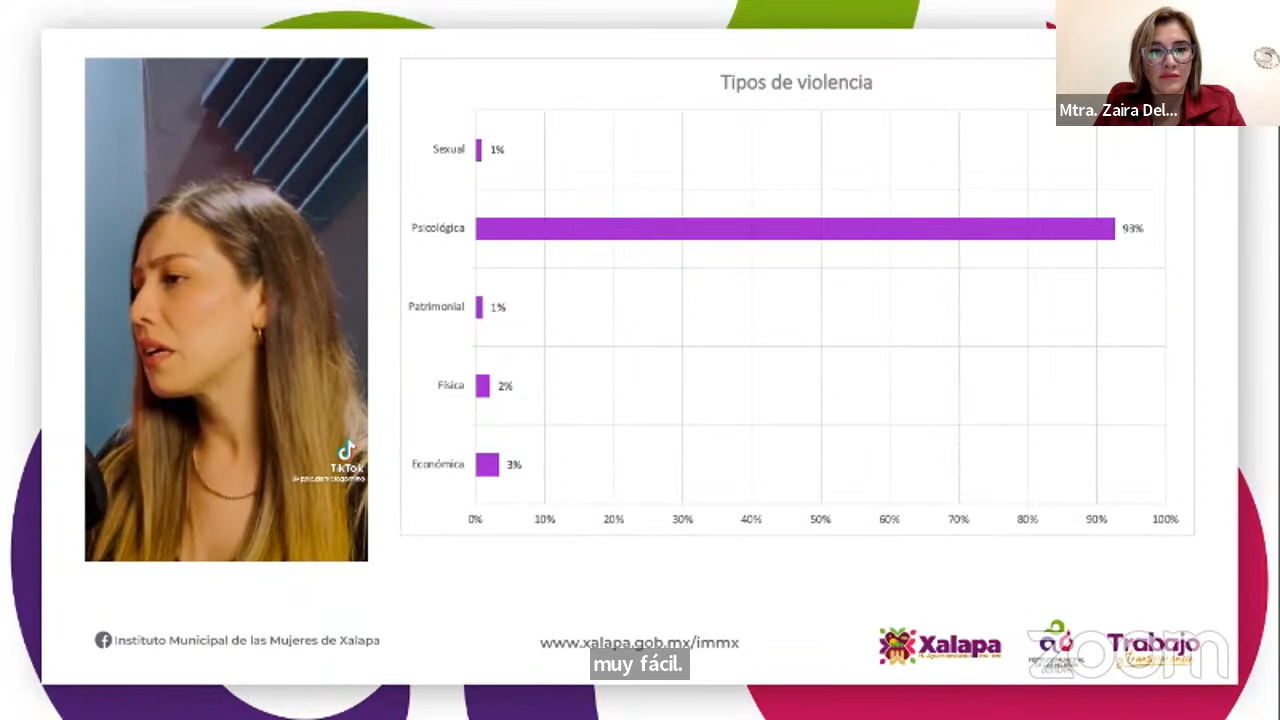 Tipos de violencia
Mtra. Zaira Del...
Sexual 1%
Psicológica 93%
Patrimonial 1%
Física 2%
Económica 3%
0% 10% 20% 30% 40% 50% 60% 70% 80% 90% 100%
TikTok
Instituto Municipal de las Mujeres de Xalapa
www.xalapa.gob.mx/immx
Xalapa
Trabajo
zoom
muy fácil.